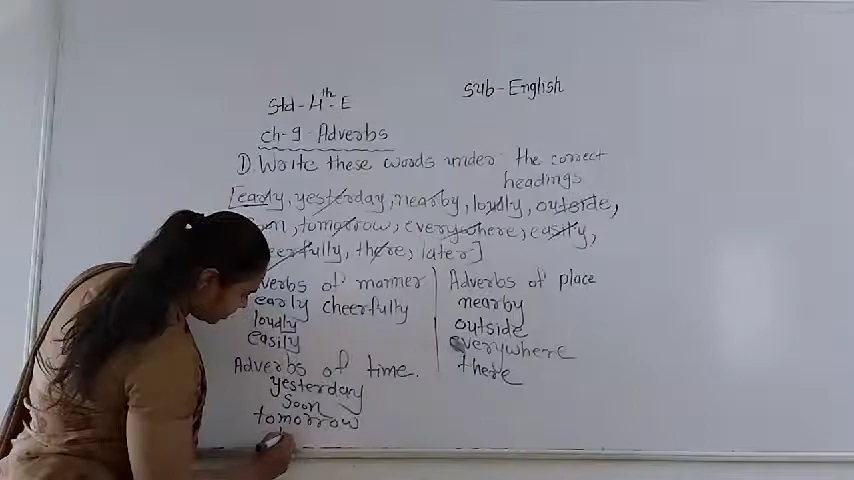 Sub-English
Std-4th-E
ch-9-Adverbs
D. Write these words under the correct
headings
[early, yesterday, nearby, loudly, outside,
tomorrow, everywhere, easily,
there, later]
of manner
Adverbs of place
early cheerfully
nearby
loudly
outside
easily
everywhere
there
Adverbs of time.
yesterday
Soon
tomorrow